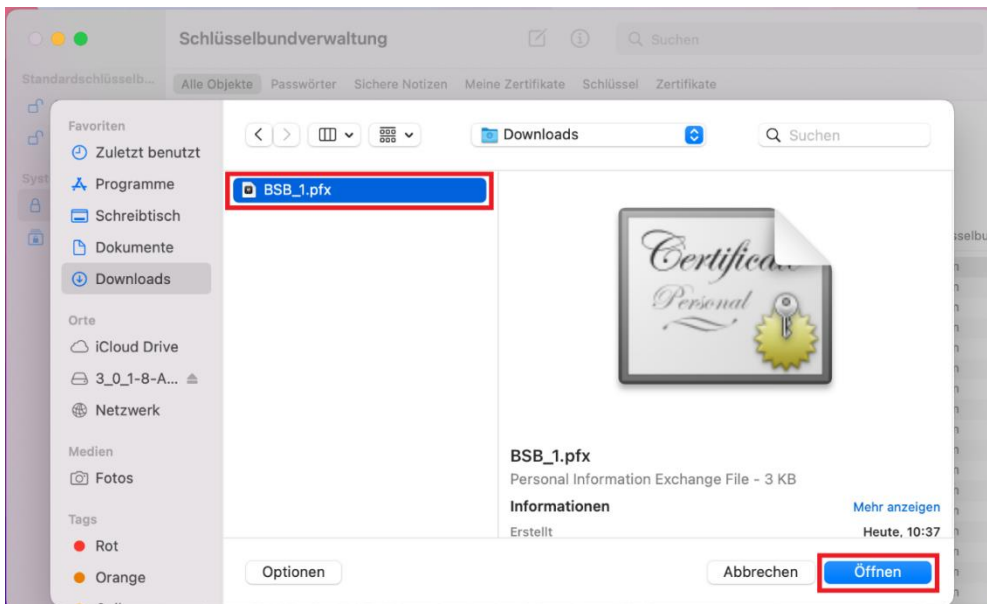 Schlüsselbundverwaltung
Suchen
Standardschlüsselb...
Alle Objekte Passwörter Sichere Notizen Meine Zertifikate Schlüssel Zertifikate
Favoriten
Zuletzt benutzt
Programme
Schreibtisch
Dokumente
Downloads
Orte
iCloud Drive
3_0_1-8-A...
Netzwerk
Medien
Fotos
Tags
Rot
Orange
Syst
Downloads
Suchen
BSB_1.pfx
Certificate
Personal
BSB_1.pfx
Personal Information Exchange File - 3 KB
Informationen
Mehr anzeigen
Erstellt
Heute, 10:37
Optionen
Abbrechen
Öffnen